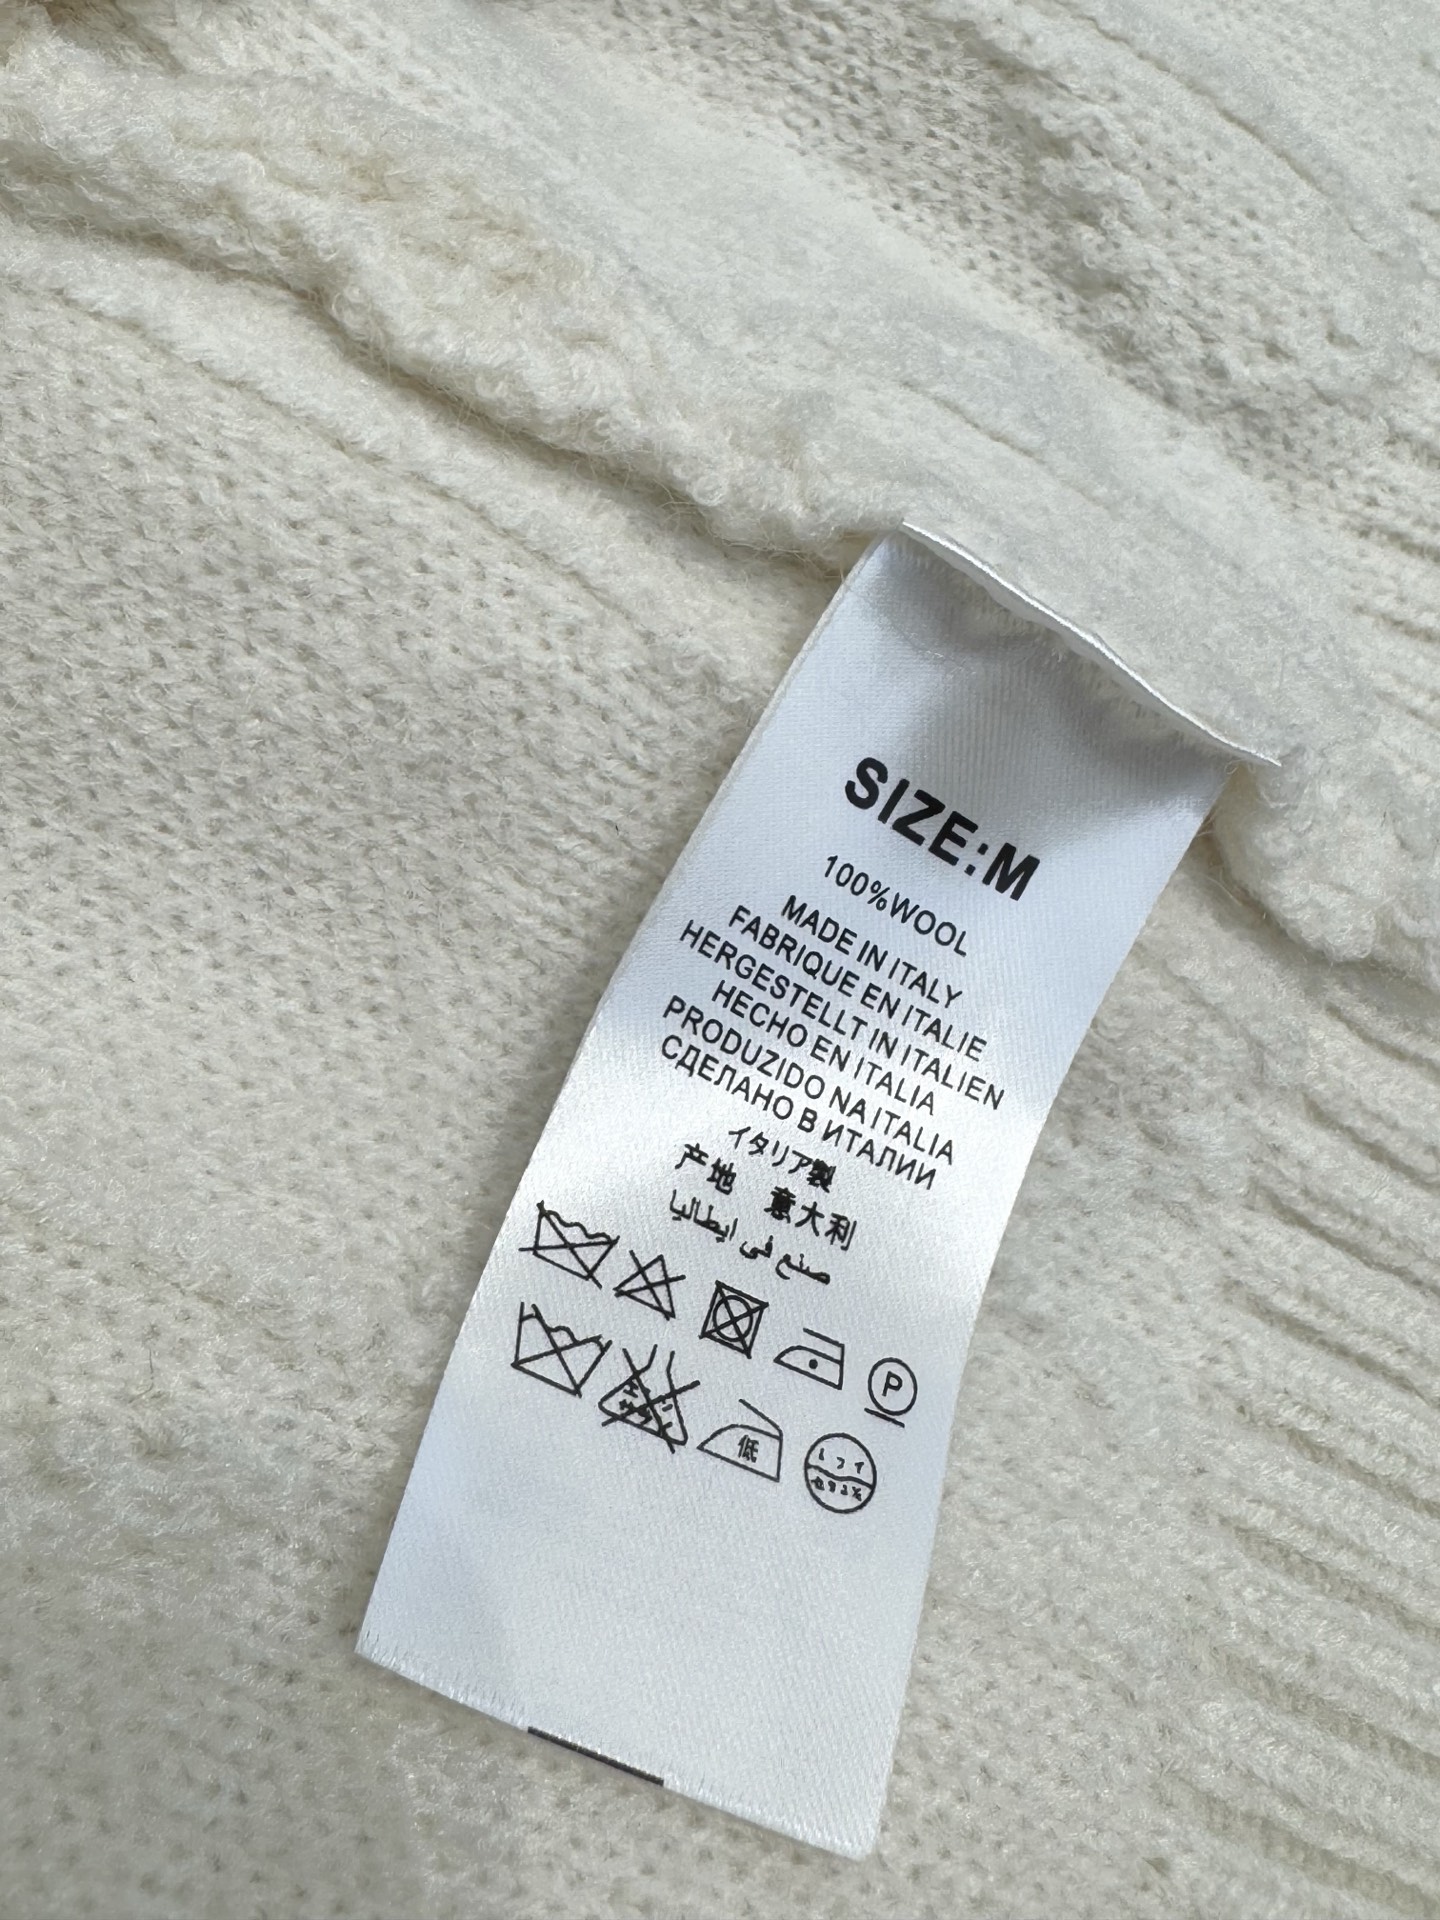 SIZE:M
100%WOOL
MADE IN ITALY
FABRIQUE EN ITALIE
HERGESTELLT IN ITALIEN
HECHO EN ITALIA
PRODUZIDO NA ITALIA
СДЕЛАНО В ИТАЛИИ
イタリア製
产地 意大利
صنع في ايطاليا
P
低